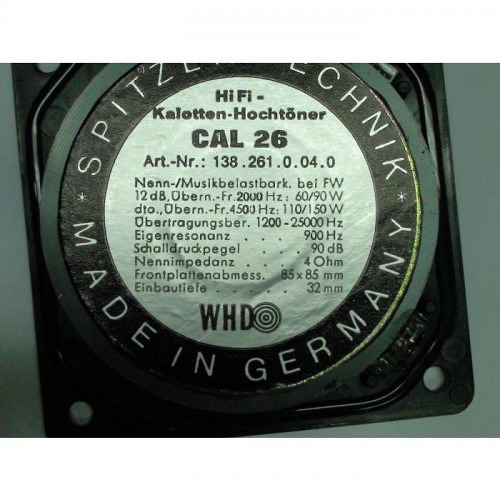 * SPITZENTECHNIK *
HiFi-
Kalotten-Hochtöner
CAL 26
Art.-Nr.: 138.261.0.04.0
Nenn-/Musikbelastbark. bei FW
12 dB, Übern.-Fr. 2000 Hz: 60/90 W
dto., Übern.-Fr. 4500 Hz: 110/150 W
Übertragungsber. 1200-25000 Hz
Eigenresonanz . . . 900 Hz
Schalldruckpegel . . . 90 dB
Nennimpedanz . . . 4 Ohm
Frontplattenabmess. 85x85 mm
Einbautiefe . . . . 32 mm
WHD
MADE IN GERMANY